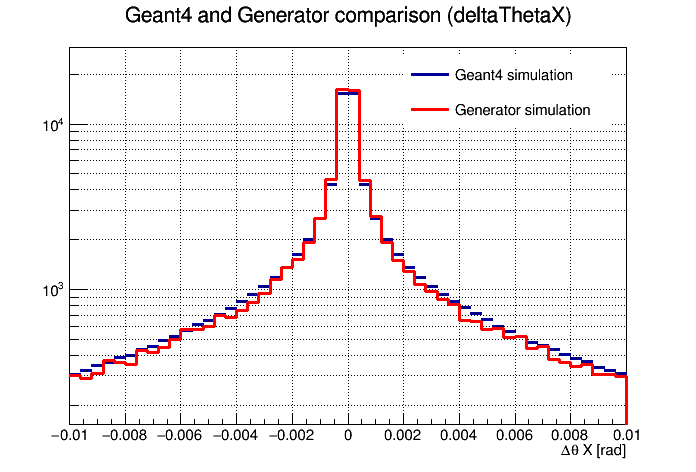 Geant4 and Generator comparison (deltaThetaX)
Geant4 simulation
Generator simulation
10⁴
10³
−0.01 −0.008 −0.006 −0.004 −0.002 0 0.002 0.004 0.006 0.008 0.01
Δθ X [rad]